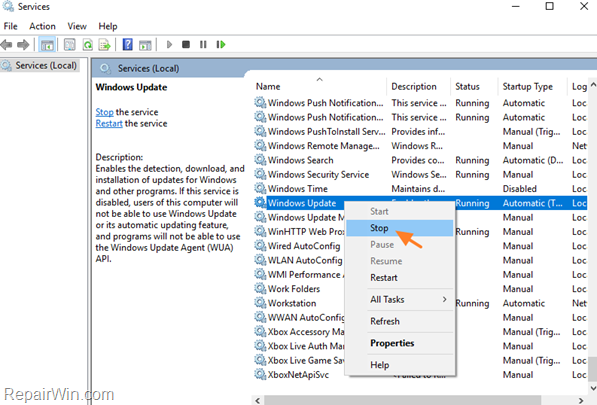 Services
File Action View Help
Services (Local)
Services (Local)
Windows Update
Stop the service
Restart the service
Description:
Enables the detection, download, and
installation of updates for Windows
and other programs. If this service is
disabled, users of this computer will
not be able to use Windows Update
or its automatic updating feature,
and programs will not be able to use
the Windows Update Agent (WUA)
API.
Name Description Status Startup Type Log
Windows Push Notification... This service ... Running Automatic Loc
Windows Push Notification... This service ... Running Automatic Loc
Windows PushToInstall Serv... Provides inf... Manual (Trig... Loc
Windows Remote Manage... Windows R... Manual Net
Windows Search Provides co... Running Automatic (... Loc
Windows Security Service Windows Se... Running Manual Loc
Windows Time Maintains d... Disabled Loc
Windows Update Running Automatic (T... Loc
Windows Update M Manual Loc
WinHTTP Web Prox Running Manual Loc
Wired AutoConfig Manual Loc
WLAN AutoConfig Manual Loc
WMI Performance A Manual Loc
Work Folders Manual Loc
Workstation Running Automatic Net
WWAN AutoConfig Manual Loc
Xbox Accessory Ma Manual (Trig... Loc
Xbox Live Auth Man Manual Loc
Xbox Live Game Sav Manual (Trig... Loc
XboxNetApiSvc <Failed to R... Manual Loc
Start
Stop
Pause
Resume
Restart
All Tasks
Refresh
Properties
Help
RepairWin.com